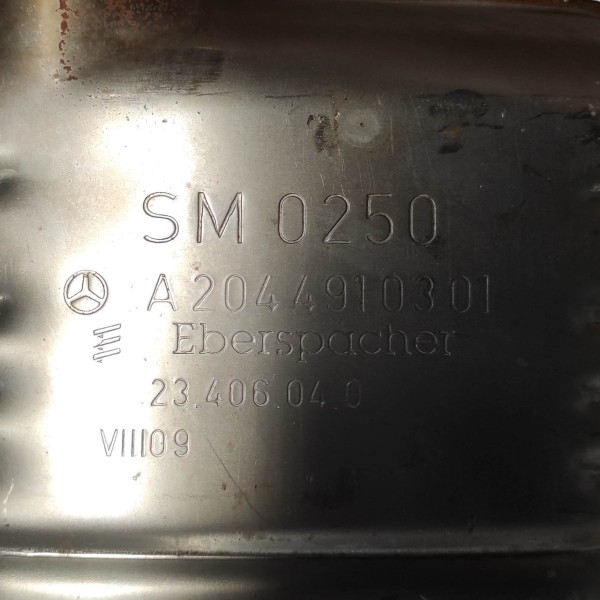 SM 0250
A 204 491 03 01
Eberspächer
23.406.04.0
VIII09